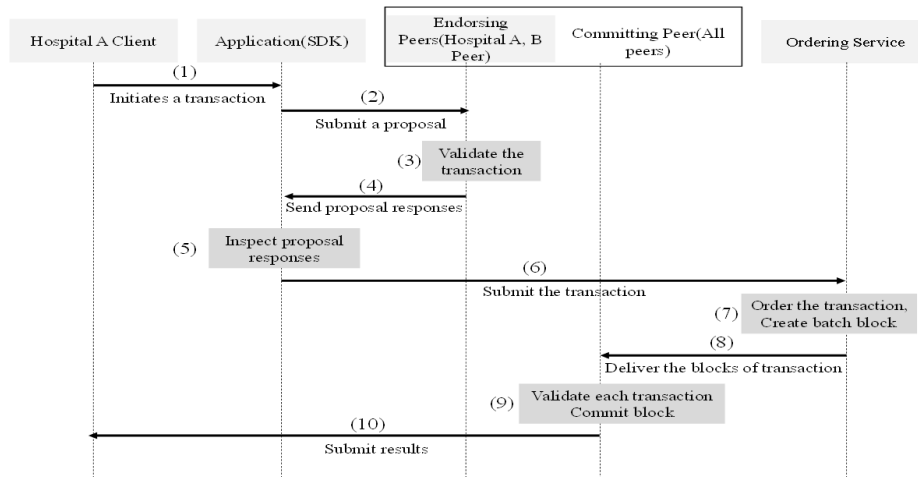 Hospital A Client
Application(SDK)
Endorsing
Peers(Hospital A, B
Peer)
Committing Peer(All
peers)
Ordering Service
(1)
Initiates a transaction
(2)
Submit a proposal
(3)
Validate the
transaction
(4)
Send proposal responses
(5)
Inspect proposal
responses
(6)
Submit the transaction
(7)
Order the transaction,
Create batch block
(8)
Deliver the blocks of transaction
(9)
Validate each transaction
Commit block
(10)
Submit results